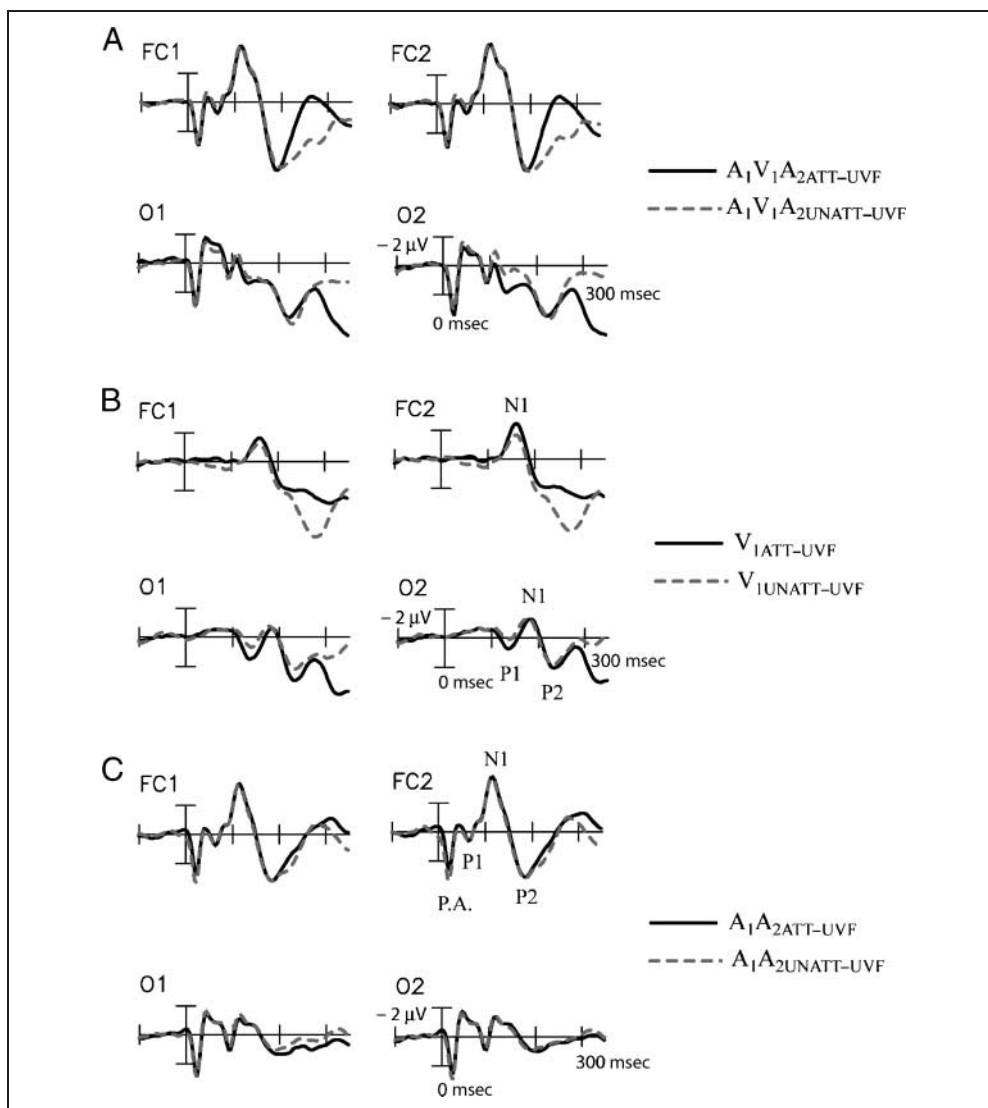 A
FC1
FC2
A₁V₁A₂ATT–UVF
A₁V₁A₂UNATT–UVF
O1
O2
– 2 µV
0 msec
300 msec
B
FC1
FC2
N1
V₁ATT–UVF
V₁UNATT–UVF
O1
O2
N1
– 2 µV
0 msec
P1
P2
300 msec
C
FC1
FC2
N1
P1
P2
P.A.
A₁A₂ATT–UVF
A₁A₂UNATT–UVF
O1
O2
– 2 µV
0 msec
300 msec